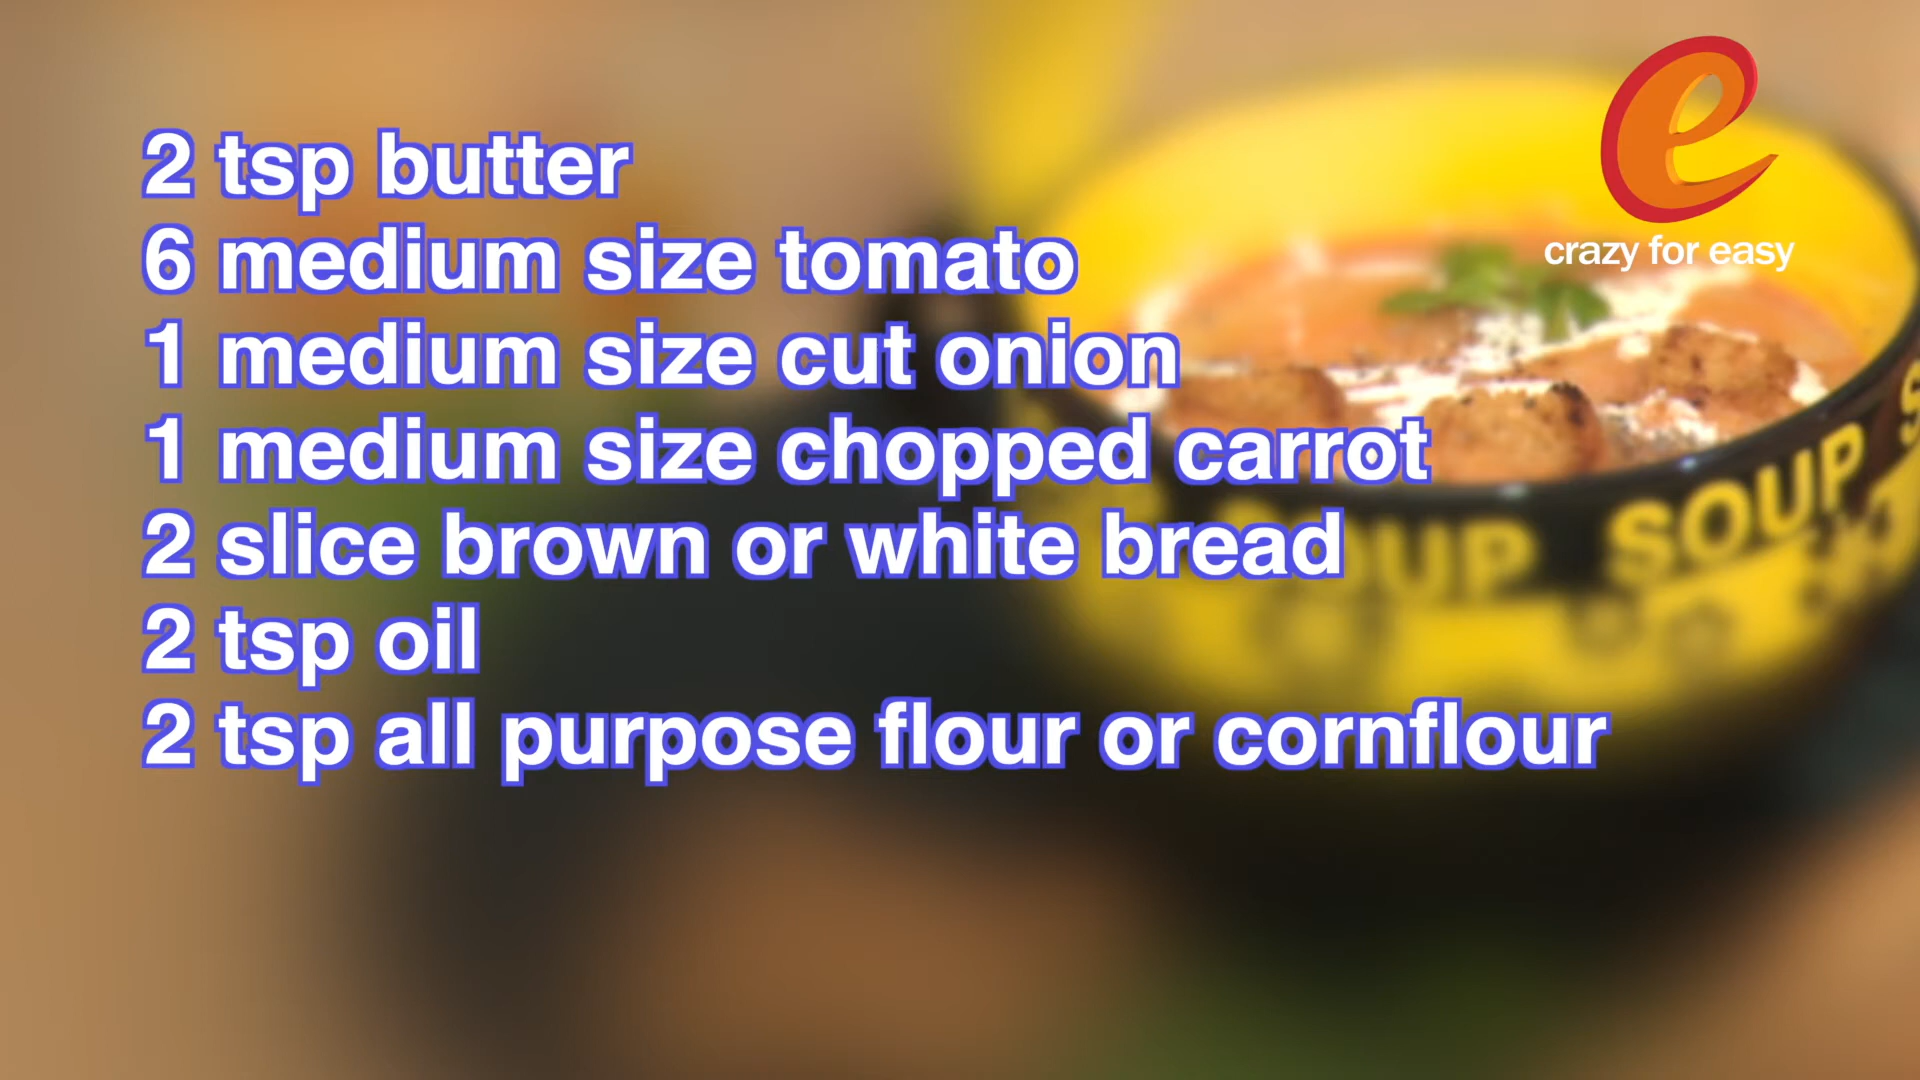 2 tsp butter
6 medium size tomato
1 medium size cut onion
1 medium size chopped carrot
2 slice brown or white bread
2 tsp oil
2 tsp all purpose flour or cornflour
e
crazy for easy
SOUP